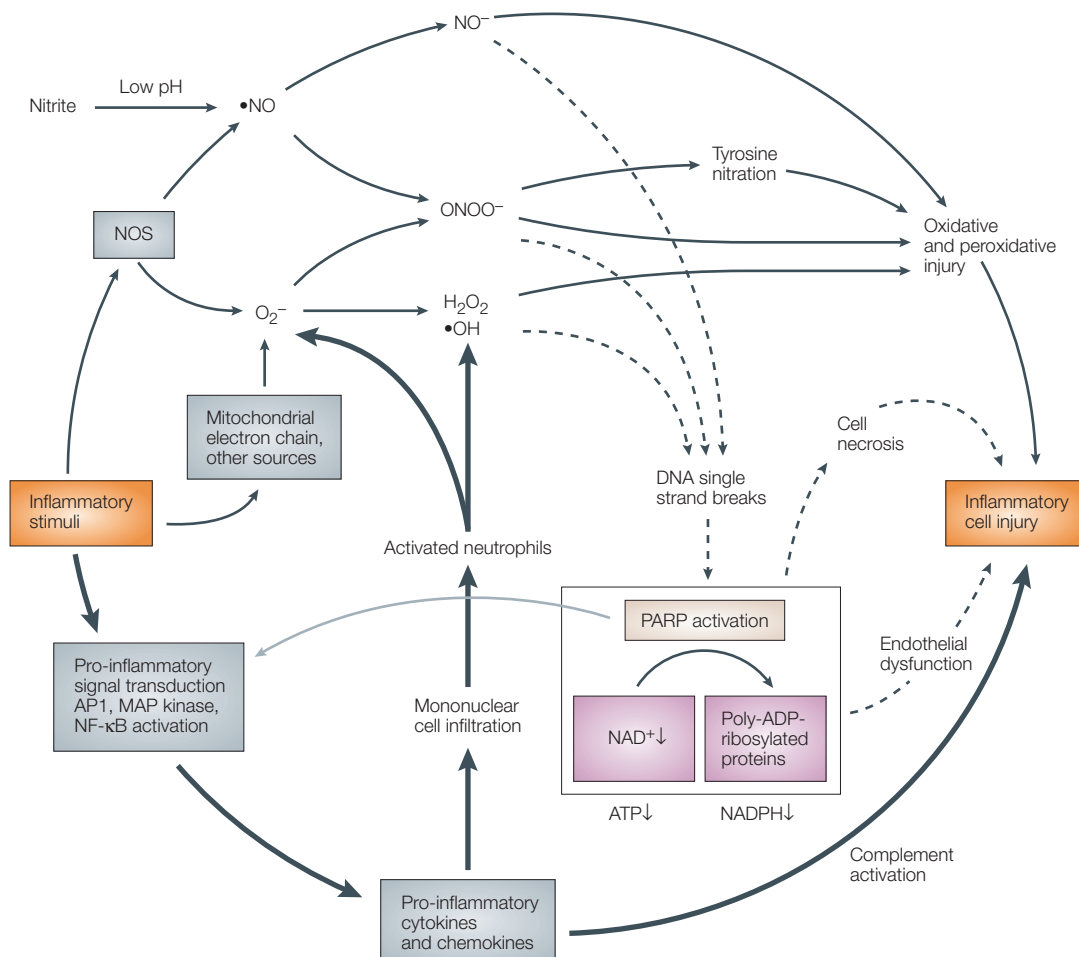 NO⁻
Low pH
Nitrite
•NO
Tyrosine
nitration
ONOO⁻
NOS
Oxidative
and peroxidative
injury
O₂⁻
H₂O₂
•OH
Mitochondrial
electron chain,
other sources
Cell
necrosis
DNA single
strand breaks
Inflammatory
stimuli
Inflammatory
cell injury
Activated neutrophils
PARP activation
Endothelial
dysfunction
Pro-inflammatory
signal transduction
AP1, MAP kinase,
NF-κB activation
Mononuclear
cell infiltration
NAD⁺↓
Poly-ADP-
ribosylated
proteins
ATP↓
NADPH↓
Complement
activation
Pro-inflammatory
cytokines
and chemokines